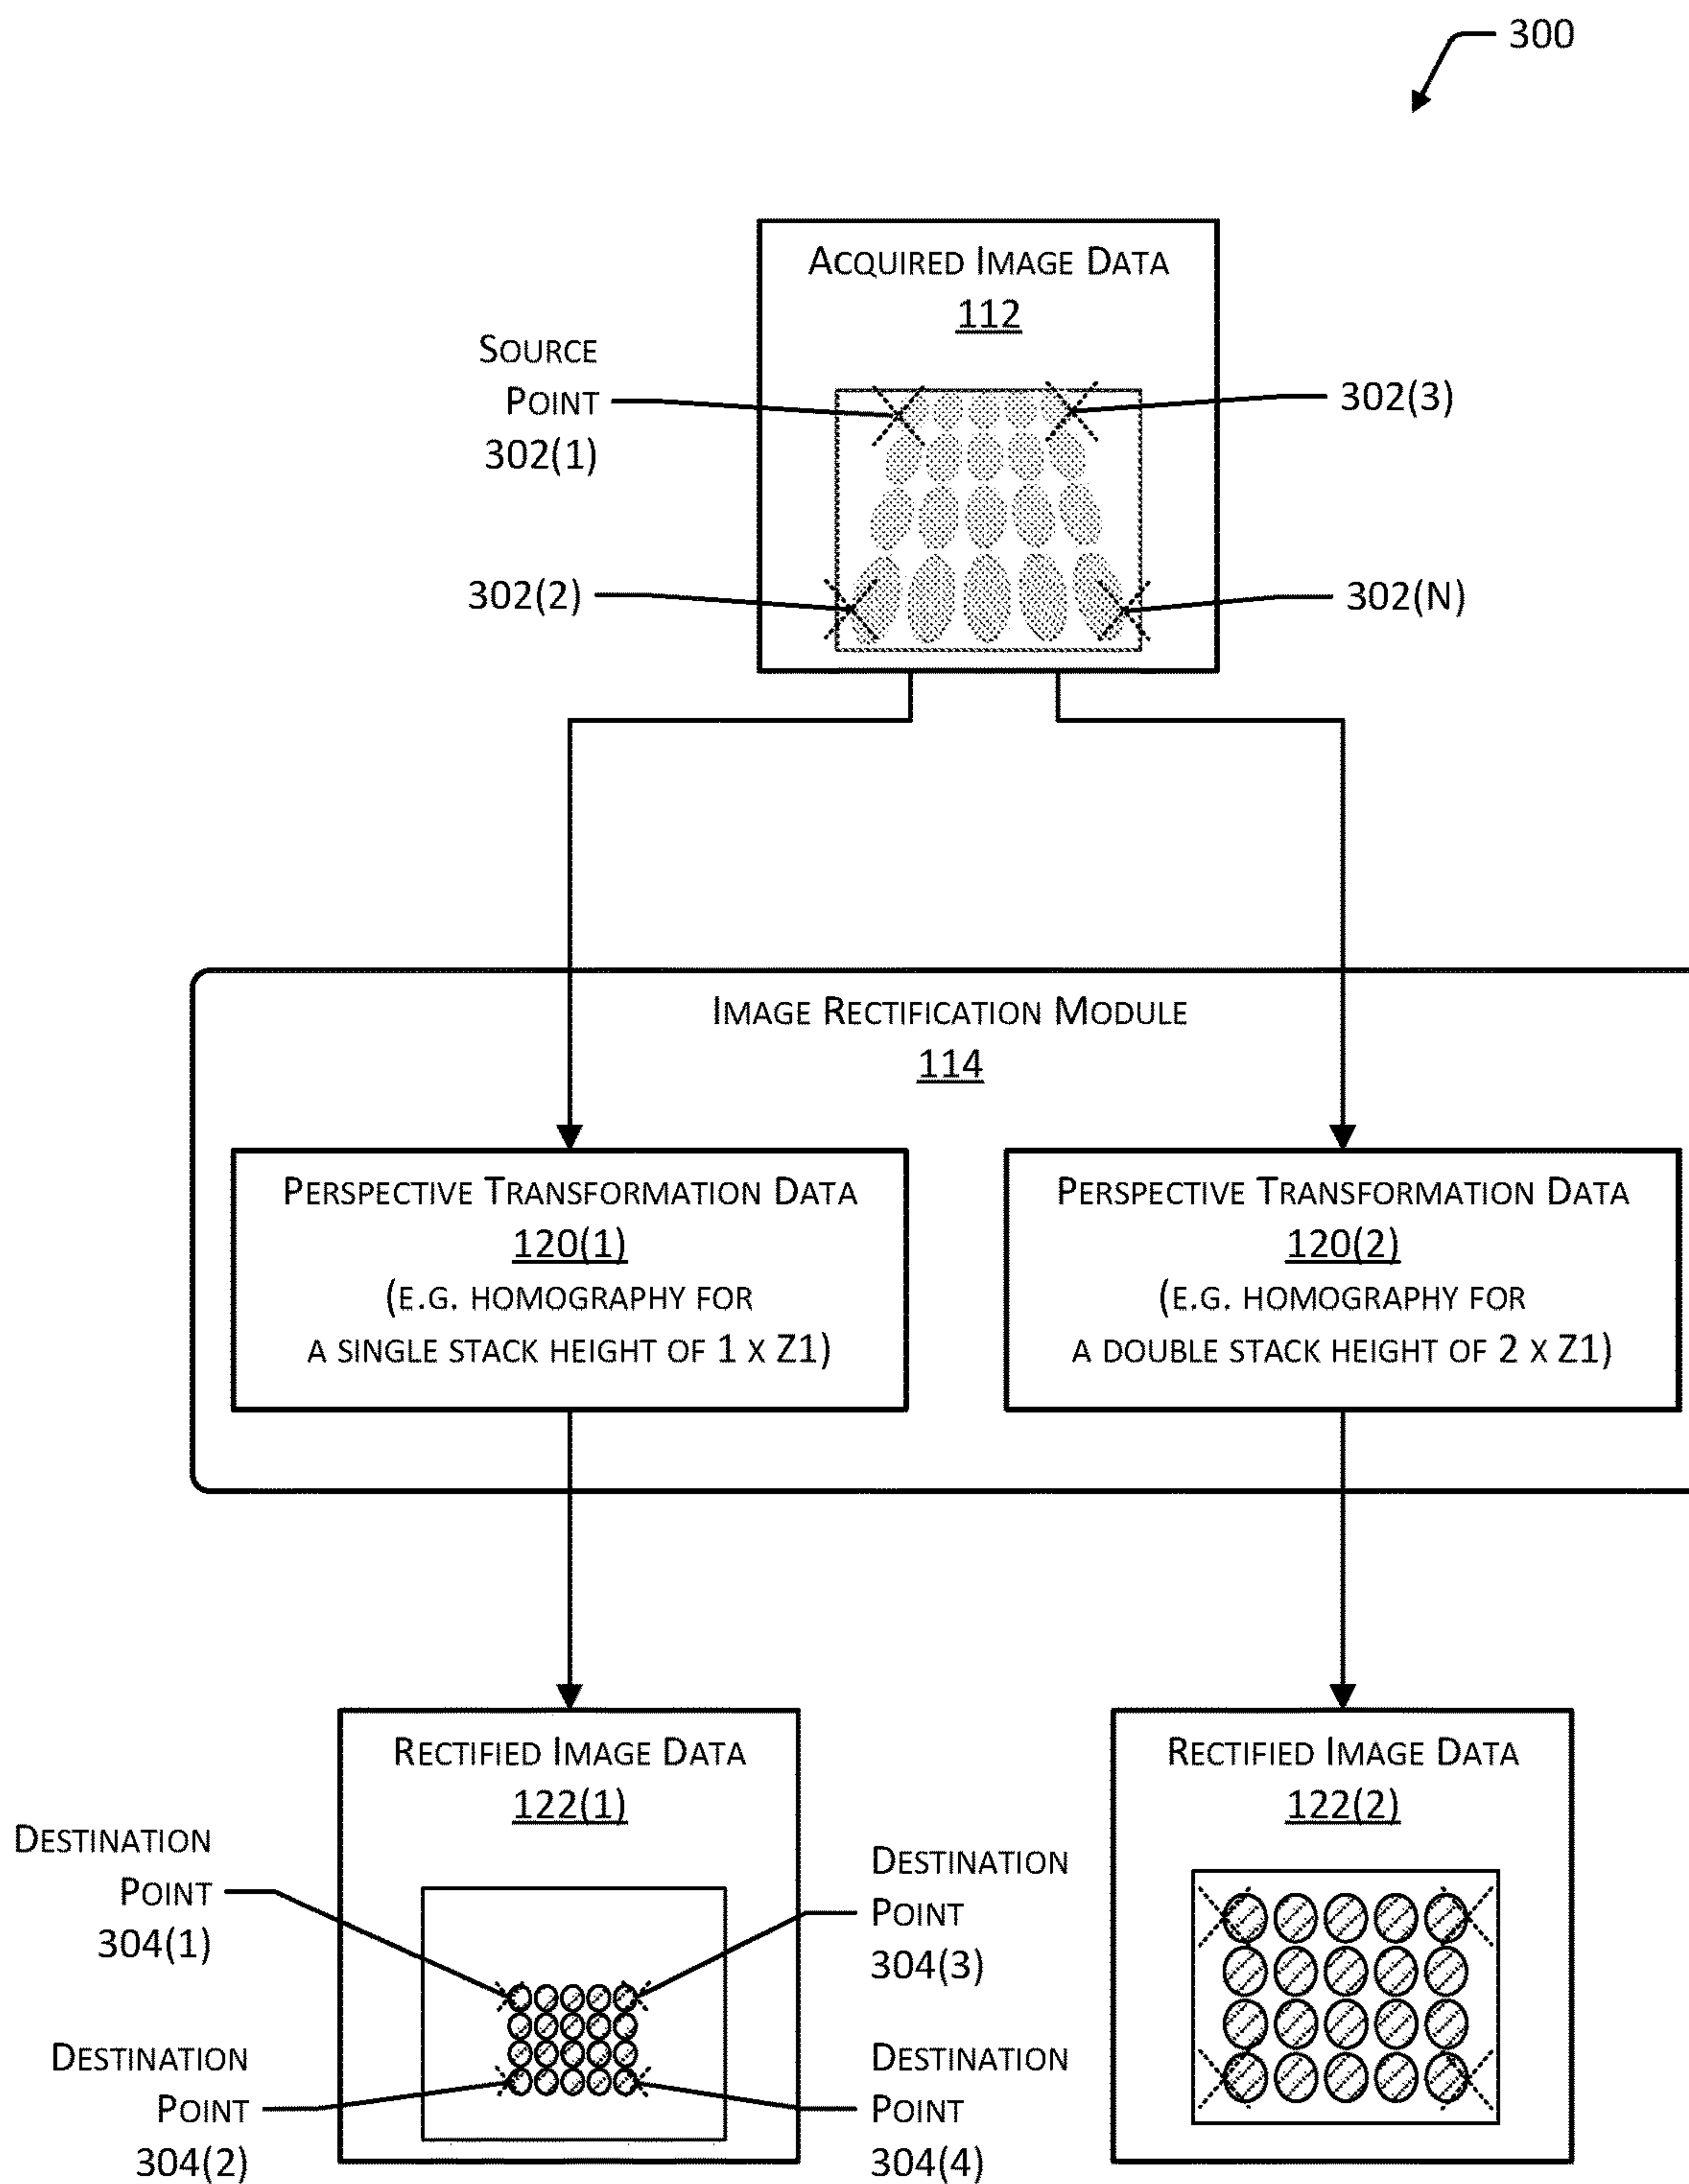 300
ACQUIRED IMAGE DATA
112
SOURCE
POINT
302(1)
302(3)
302(2)
302(N)
IMAGE RECTIFICATION MODULE
114
PERSPECTIVE TRANSFORMATION DATA
120(1)
(E.G. HOMOGRAPHY FOR
A SINGLE STACK HEIGHT OF 1 X Z1)
PERSPECTIVE TRANSFORMATION DATA
120(2)
(E.G. HOMOGRAPHY FOR
A DOUBLE STACK HEIGHT OF 2 X Z1)
RECTIFIED IMAGE DATA
122(1)
DESTINATION
POINT
304(1)
DESTINATION
POINT
304(3)
DESTINATION
POINT
304(2)
DESTINATION
POINT
304(4)
RECTIFIED IMAGE DATA
122(2)